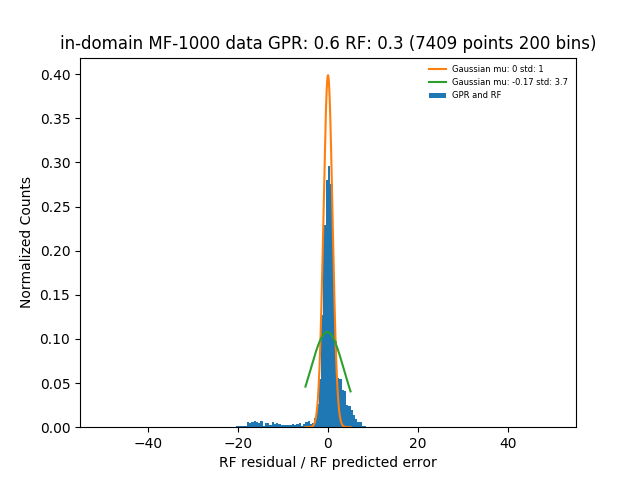 in-domain MF-1000 data GPR: 0.6 RF: 0.3 (7409 points 200 bins)
Gaussian mu: 0 std: 1
Gaussian mu: -0.17 std: 3.7
GPR and RF
Normalized Counts
0.40
0.35
0.30
0.25
0.20
0.15
0.10
0.05
0.00
−40
−20
0
20
40
RF residual / RF predicted error